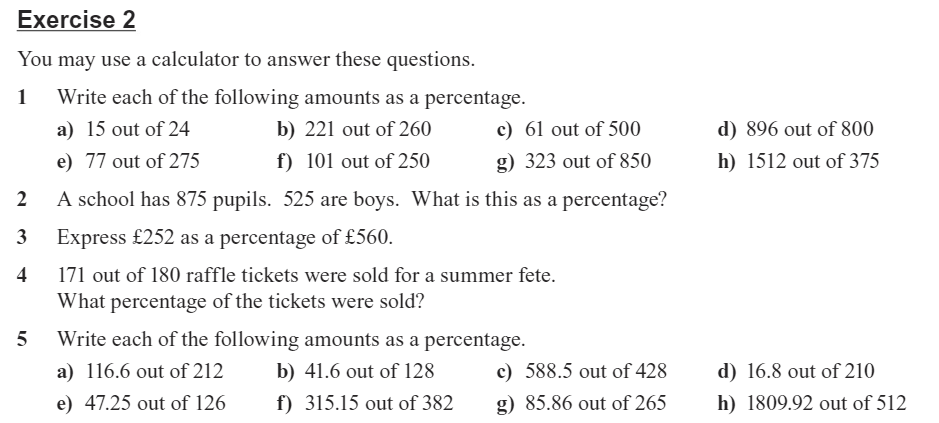 Exercise 2
You may use a calculator to answer these questions.
1 Write each of the following amounts as a percentage.
a) 15 out of 24 b) 221 out of 260 c) 61 out of 500 d) 896 out of 800
e) 77 out of 275 f) 101 out of 250 g) 323 out of 850 h) 1512 out of 375
2 A school has 875 pupils. 525 are boys. What is this as a percentage?
3 Express £252 as a percentage of £560.
4 171 out of 180 raffle tickets were sold for a summer fete.
What percentage of the tickets were sold?
5 Write each of the following amounts as a percentage.
a) 116.6 out of 212 b) 41.6 out of 128 c) 588.5 out of 428 d) 16.8 out of 210
e) 47.25 out of 126 f) 315.15 out of 382 g) 85.86 out of 265 h) 1809.92 out of 512